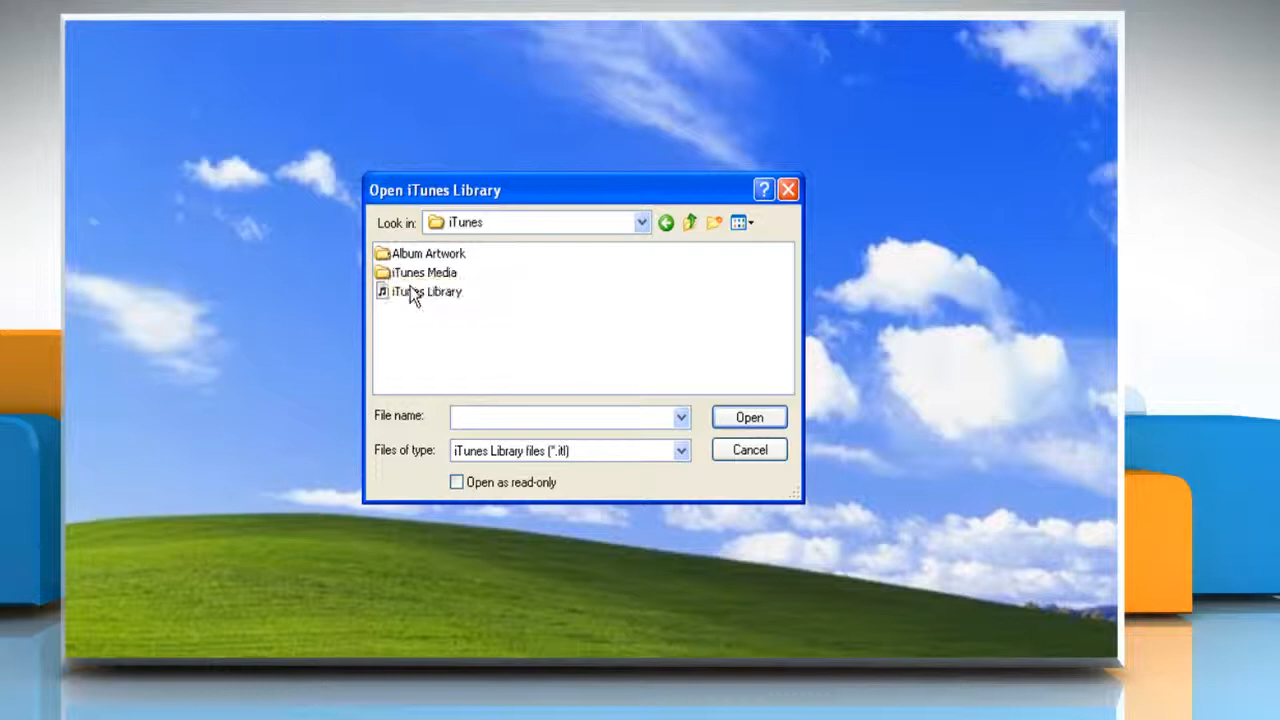 Open iTunes Library
Look in: iTunes
Album Artwork
iTunes Media
iTunes Library
File name:
Open
Files of type: iTunes Library files (*.itl)
Cancel
Open as read-only